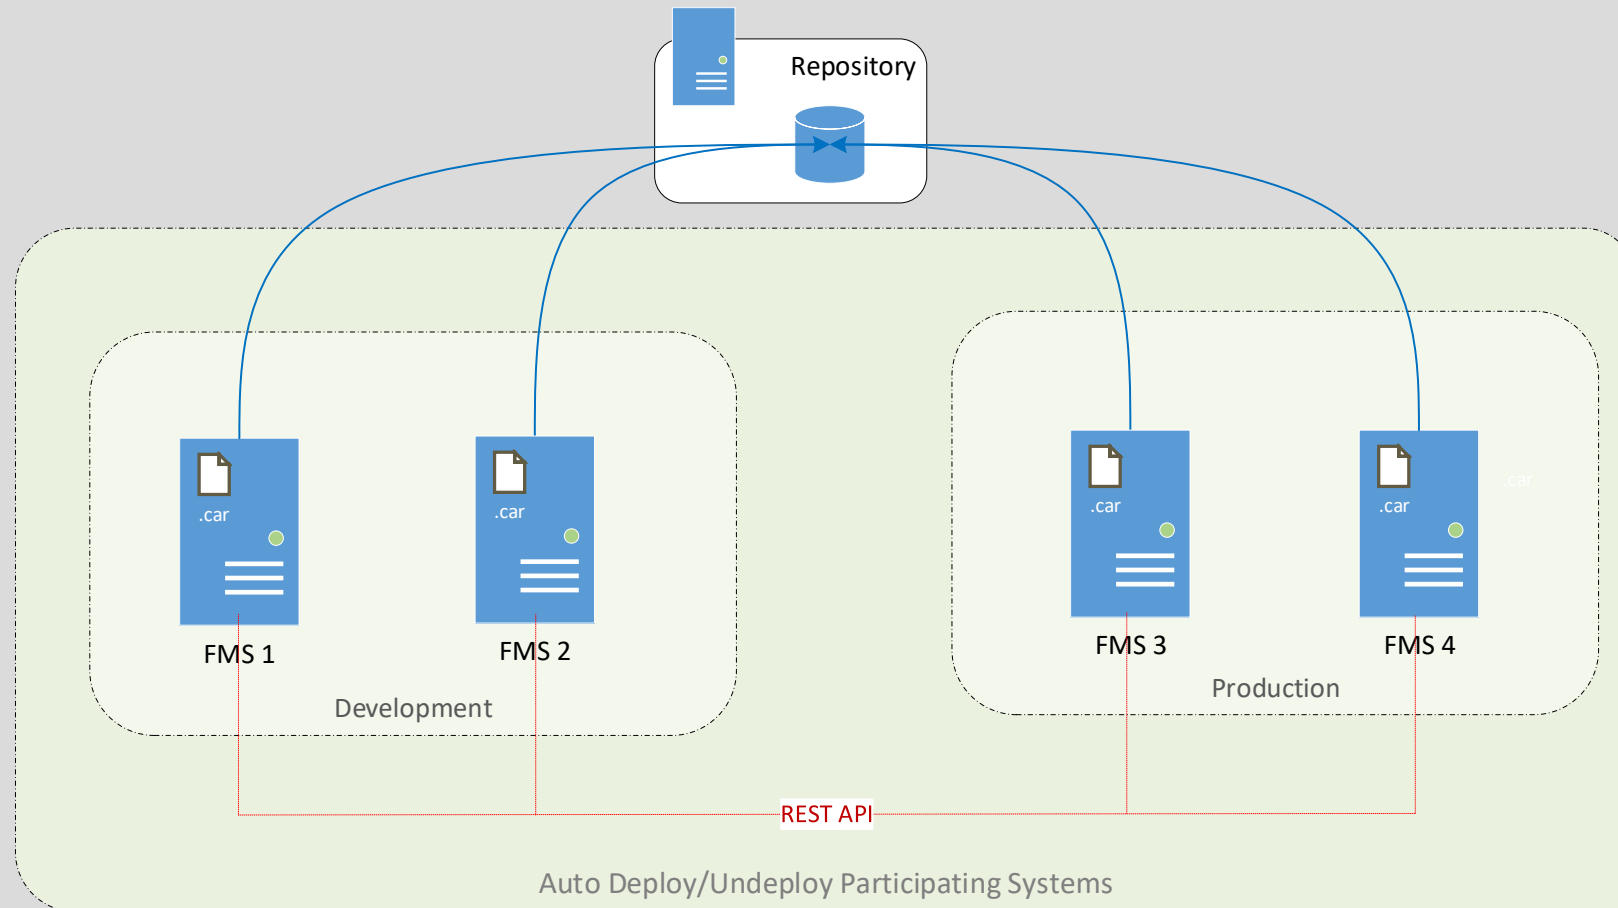 Repository
.car
.car
.car
.car
.car
FMS 1
FMS 2
FMS 3
FMS 4
Development
Production
REST API
Auto Deploy/Undeploy Participating Systems